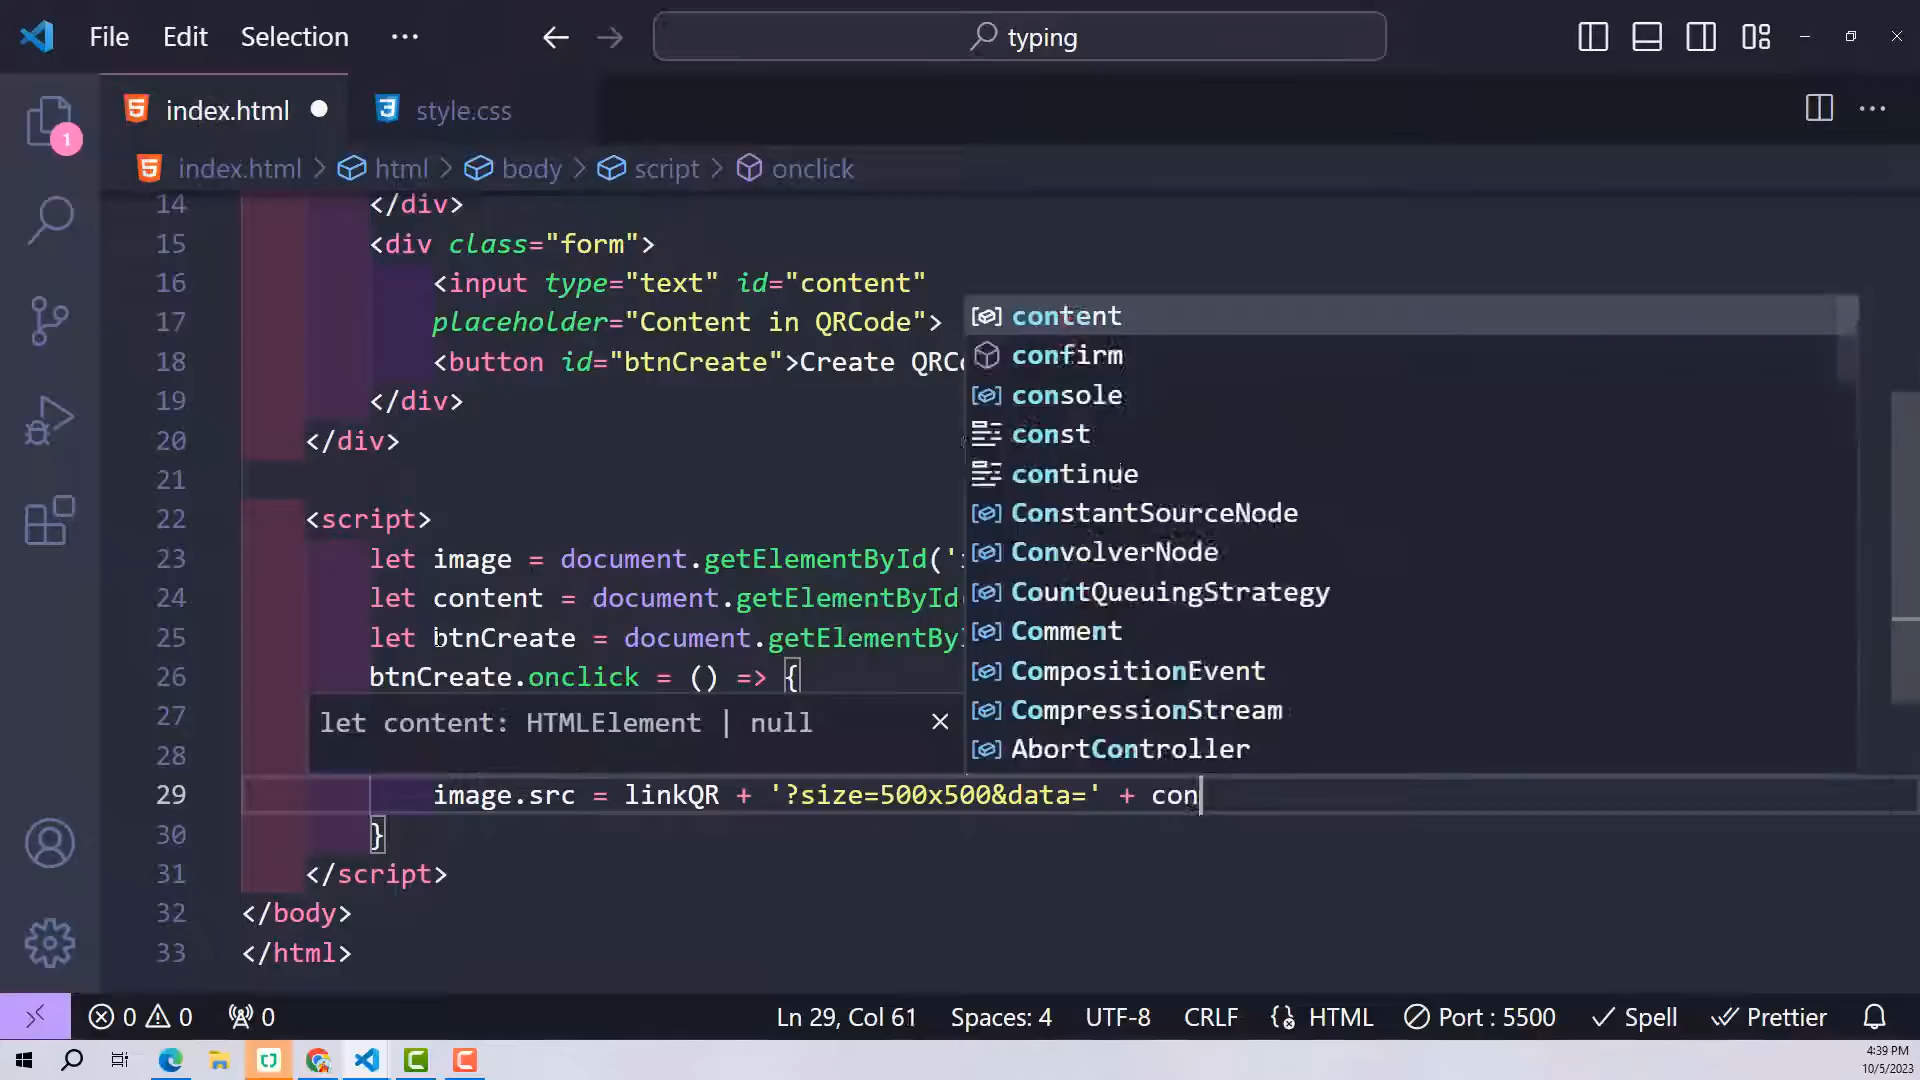 File Edit Selection ··· typing
index.html style.css
1
index.html > html > body > script > onclick
14 </div>
15 <div class="form">
16 <input type="text" id="content"
17 placeholder="Content in QRCode">
18 <button id="btnCreate">Create QRCo
19 </div>
20 </div>
21
22 <script>
23 let image = document.getElementById('
24 let content = document.getElementById
25 let btnCreate = document.getElementBy
26 btnCreate.onclick = () => {
27
28
29 image.src = linkQR + '?size=500x500&data=' + con
30 }
31 </script>
32 </body>
33 </html>
content
confirm
console
const
continue
ConstantSourceNode
ConvolverNode
CountQueuingStrategy
Comment
CompositionEvent
CompressionStream
AbortController
let content: HTMLElement | null
0 0 0 Ln 29, Col 61 Spaces: 4 UTF-8 CRLF HTML Port : 5500 Spell Prettier
4:39 PM
10/5/2023